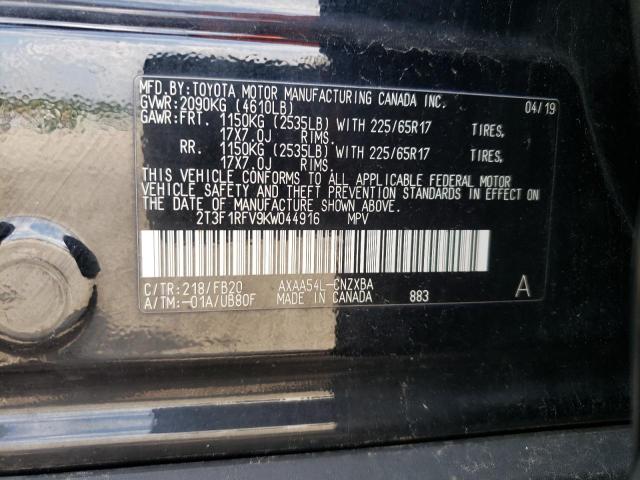 MFD.BY:TOYOTA MOTOR MANUFACTURING CANADA INC. 04/19
GVWR:2090KG (4610LB)
GAWR:FRT. 1150KG (2535LB) WITH 225/65R17 TIRES,
17X7.0J RIMS.
RR. 1150KG (2535LB) WITH 225/65R17 TIRES,
17X7.0J RIMS.
THIS VEHICLE CONFORMS TO ALL APPLICABLE FEDERAL MOTOR
VEHICLE SAFETY AND THEFT PREVENTION STANDARDS IN EFFECT ON
THE DATE OF MANUFACTURE SHOWN ABOVE.
2T3F1RFV9KW044916 MPV
C/TR:218/FB20 AXAA54L-CNZXBA
A/TM:-01A/UB80F MADE IN CANADA 883 A